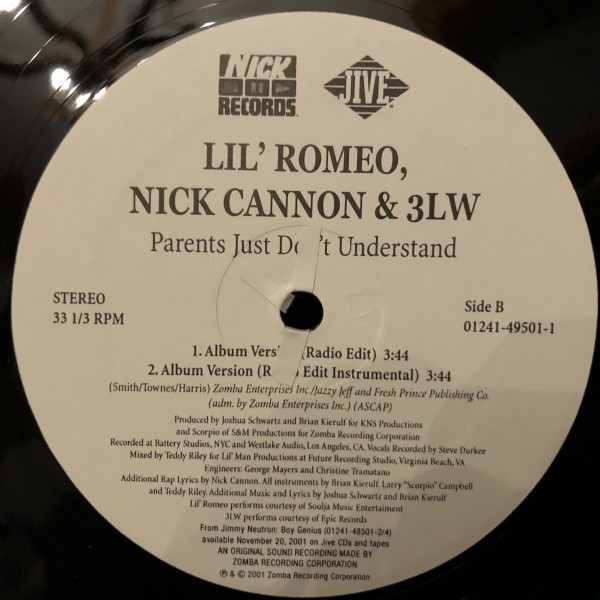 NICK
RECORDS
JIVE
LIL' ROMEO,
NICK CANNON & 3LW
Parents Just Do 't Understand
STEREO
33 1/3 RPM
Side B
01241-49501-1
1. Album Versi (Radio Edit) 3:44
2. Album Version (R o Edit Instrumental) 3:44
(Smith/Townes/Harris) Zomba Enterprises Inc./Jazzy Jeff and Fresh Prince Publishing Co.
(adm. by Zomba Enterprises Inc.) (ASCAP)
Produced by Joshua Schwartz and Brian Kierulf for KNS Productions
and Scorpio of S&M Productions for Zomba Recording Corporation
Recorded at Battery Studios, NYC and Westlake Audio, Los Angeles, CA. Vocals Recorded by Steve Durkee
Mixed by Teddy Riley for Lil' Man Productions at Future Recording Studio, Virginia Beach, VA
Engineers: George Mayers and Christine Tramatano
Additional Rap Lyrics by Nick Cannon. All instruments by Brian Kierulf. Larry "Scorpio" Campbell
and Teddy Riley. Additional Music and Lyrics by Joshua Schwartz and Brian Kierulf
Lil' Romeo performs courtesy of Soulja Music Entertaiment
3LW performs courtesy of Epic Records
From Jimmy Neutron: Boy Genius (01241-48501-2/4)
available November 20, 2001 on Jive CDs and tapes
AN ORIGINAL SOUND RECORDING MADE BY
ZOMBA RECORDING CORPORATION
℗ & © 2001 Zomba Recording Corporation